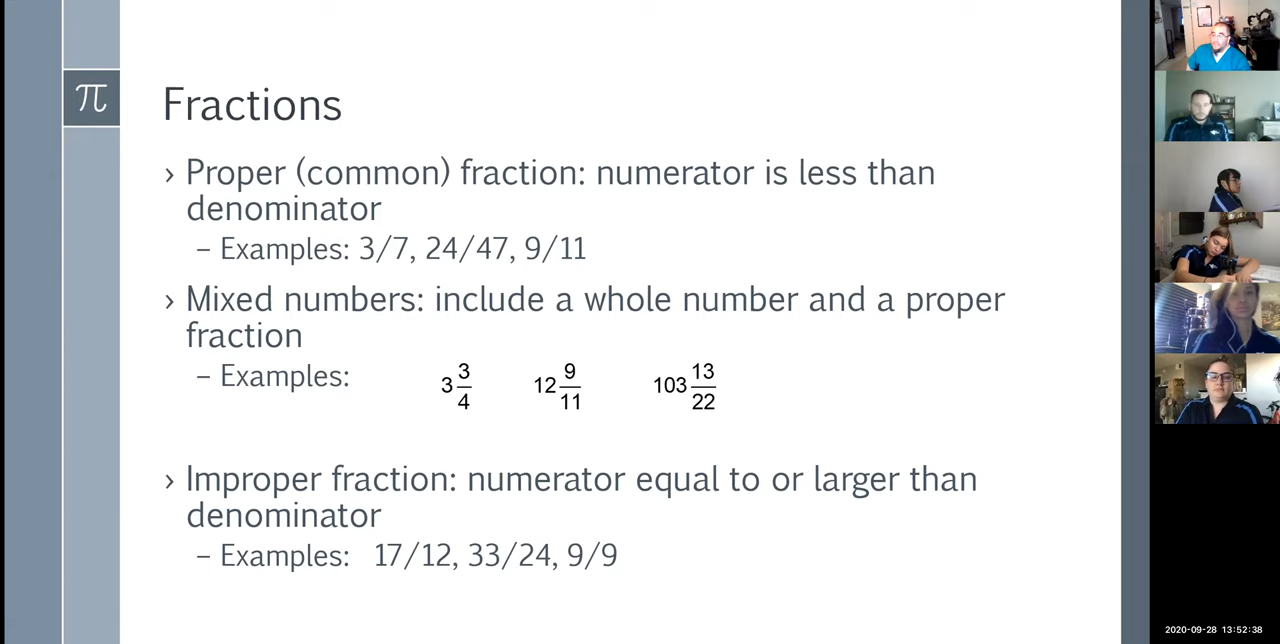 π
Fractions
› Proper (common) fraction: numerator is less than
denominator
– Examples: 3/7, 24/47, 9/11
› Mixed numbers: include a whole number and a proper
fraction
– Examples: 3 3/4 12 9/11 103 13/22
› Improper fraction: numerator equal to or larger than
denominator
– Examples: 17/12, 33/24, 9/9
2020-09-28 13:52:38